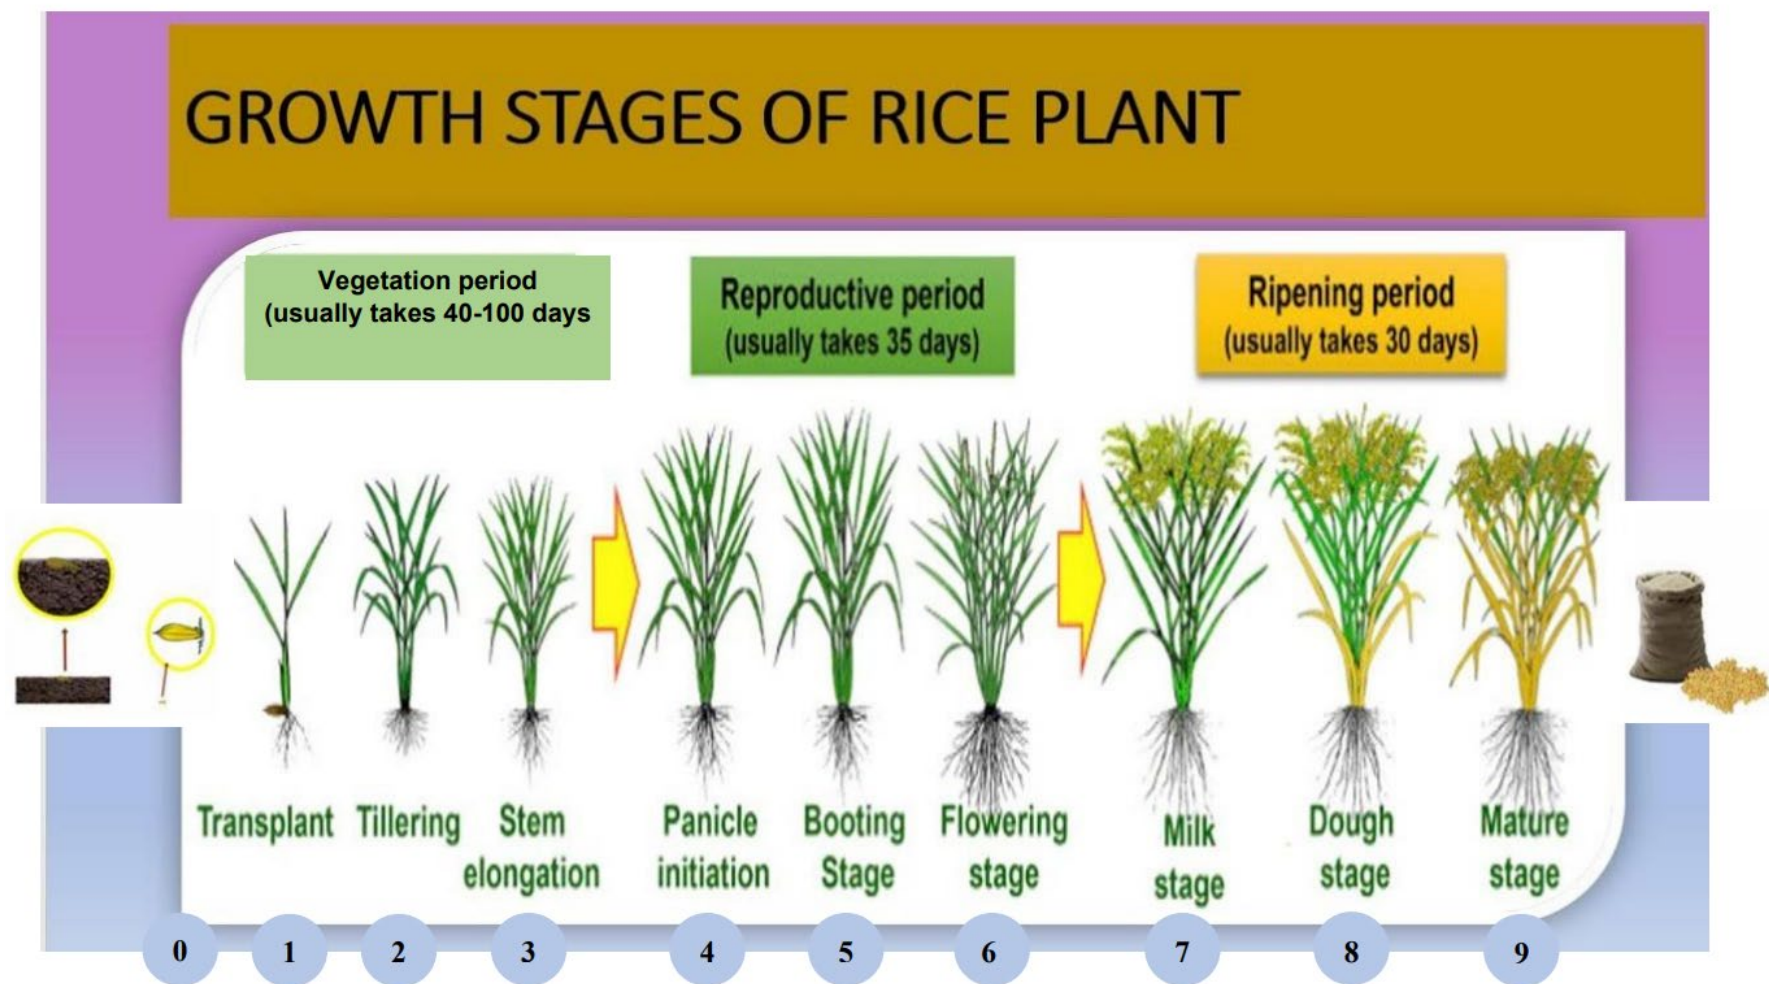 GROWTH STAGES OF RICE PLANT
Vegetation period
(usually takes 40-100 days
Reproductive period
(usually takes 35 days)
Ripening period
(usually takes 30 days)
Transplant
Tillering
Stem
elongation
Panicle
initiation
Booting
Stage
Flowering
stage
Milk
stage
Dough
stage
Mature
stage
0
1
2
3
4
5
6
7
8
9